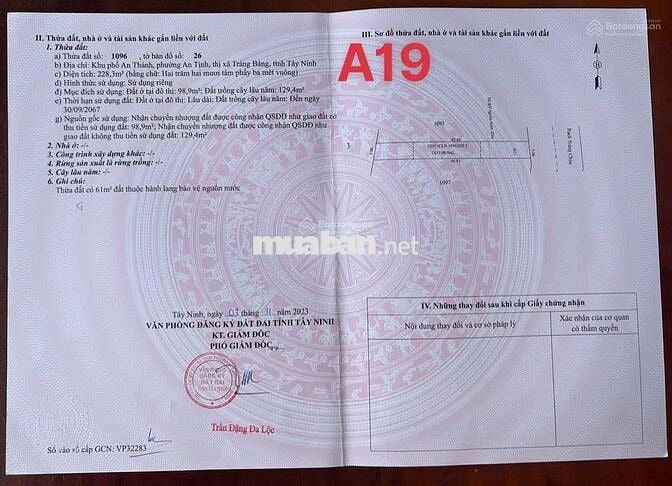 II. Thửa đất, nhà ở và tài sản khác gắn liền với đất
1. Thửa đất:
a) Thửa đất số: 1096, tờ bản đồ số: 26
b) Địa chỉ: Khu phố An Thành, phường An Tịnh, thị xã Trảng Bàng, tỉnh Tây Ninh
c) Diện tích: 228,3m² (bằng chữ: Hai trăm hai mươi tám phẩy ba mét vuông)
d) Hình thức sử dụng: Sử dụng riêng
đ) Mục đích sử dụng: Đất ở tại đô thị: 98,9m²; Đất trồng cây lâu năm: 129,4m²
e) Thời hạn sử dụng đất: Đất ở tại đô thị: Lâu dài; Đất trồng cây lâu năm: Đến ngày
30/09/2067
g) Nguồn gốc sử dụng: Nhận chuyển nhượng đất được công nhận QSDĐ như giao đất có
thu tiền sử dụng đất: 98,9m²; Nhận chuyển nhượng đất được công nhận QSDĐ như
giao đất không thu tiền sử dụng đất: 129,4m²
2. Nhà ở: -/-
3. Công trình xây dựng khác: -/-
4. Rừng sản xuất là rừng trồng: -/-
5. Cây lâu năm: -/-
6. Ghi chú:
Thửa đất có 61m² đất thuộc hành lang bảo vệ nguồn nước
Tây Ninh, ngày 03 tháng 11 năm 2023
VĂN PHÒNG ĐĂNG KÝ ĐẤT ĐAI TỈNH TÂY NINH
KT. GIÁM ĐỐC
PHÓ GIÁM ĐỐC
VĂN PHÒNG
ĐĂNG KÝ
ĐẤT ĐAI
Trần Đặng Đa Lộc
Số vào sổ cấp GCN: VP32283
III. Sơ đồ thửa đất, nhà ở và tài sản khác gắn liền với đất
A19
1095
3
1097
Rạch Trảng Chừa
IV. Những thay đổi sau khi cấp Giấy chứng nhận
Nội dung thay đổi và cơ sở pháp lý
Xác nhận của cơ quan
có thẩm quyền
Batdongsan
muaban.net